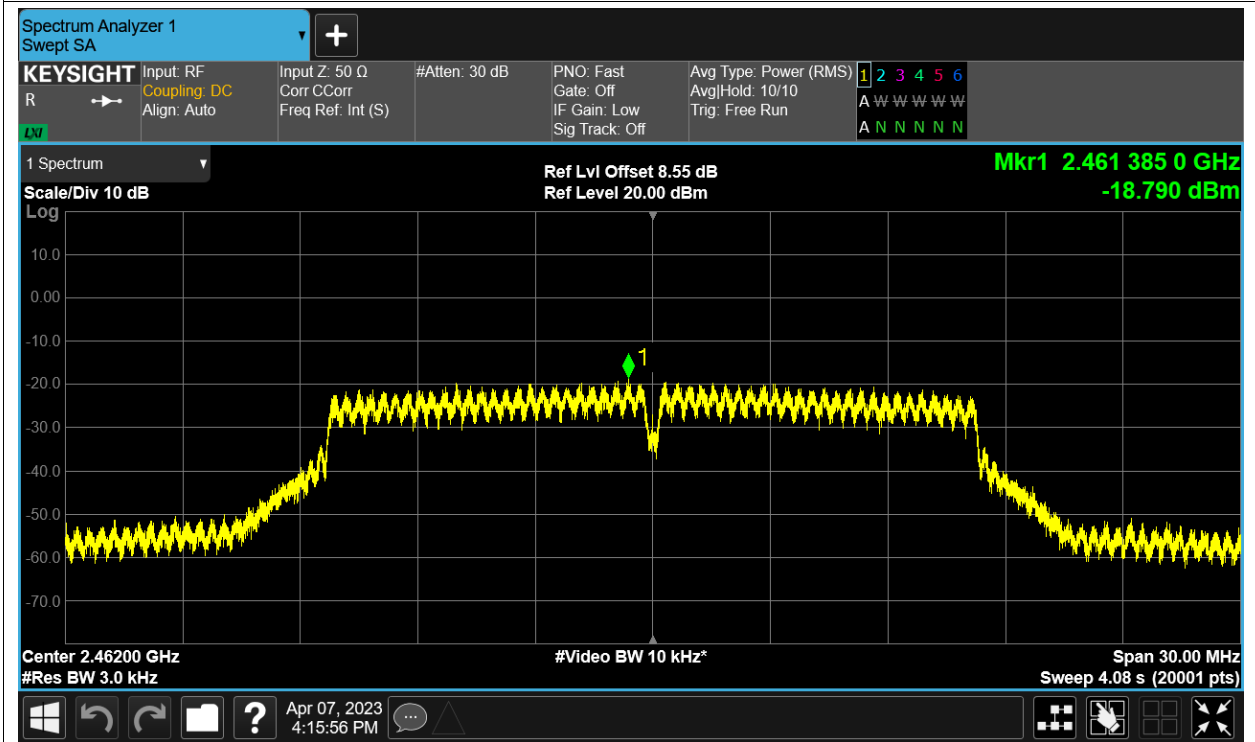 Spectrum Analyzer 1
Swept SA
+
KEYSIGHT
R
LXI
Input: RF
Coupling: DC
Align: Auto
Input Z: 50 Ω
Corr CCorr
Freq Ref: Int (S)
#Atten: 30 dB
PNO: Fast
Gate: Off
IF Gain: Low
Sig Track: Off
Avg Type: Power (RMS)
Avg|Hold: 10/10
Trig: Free Run
1 2 3 4 5 6
A W W W W W
A N N N N N
1 Spectrum
Scale/Div 10 dB
Log
Ref Lvl Offset 8.55 dB
Ref Level 20.00 dBm
Mkr1 2.461 385 0 GHz
-18.790 dBm
10.0
0.00
-10.0
-20.0
-30.0
-40.0
-50.0
-60.0
-70.0
1
Center 2.46200 GHz
#Res BW 3.0 kHz
#Video BW 10 kHz*
Span 30.00 MHz
Sweep 4.08 s (20001 pts)
?
Apr 07, 2023
4:15:56 PM